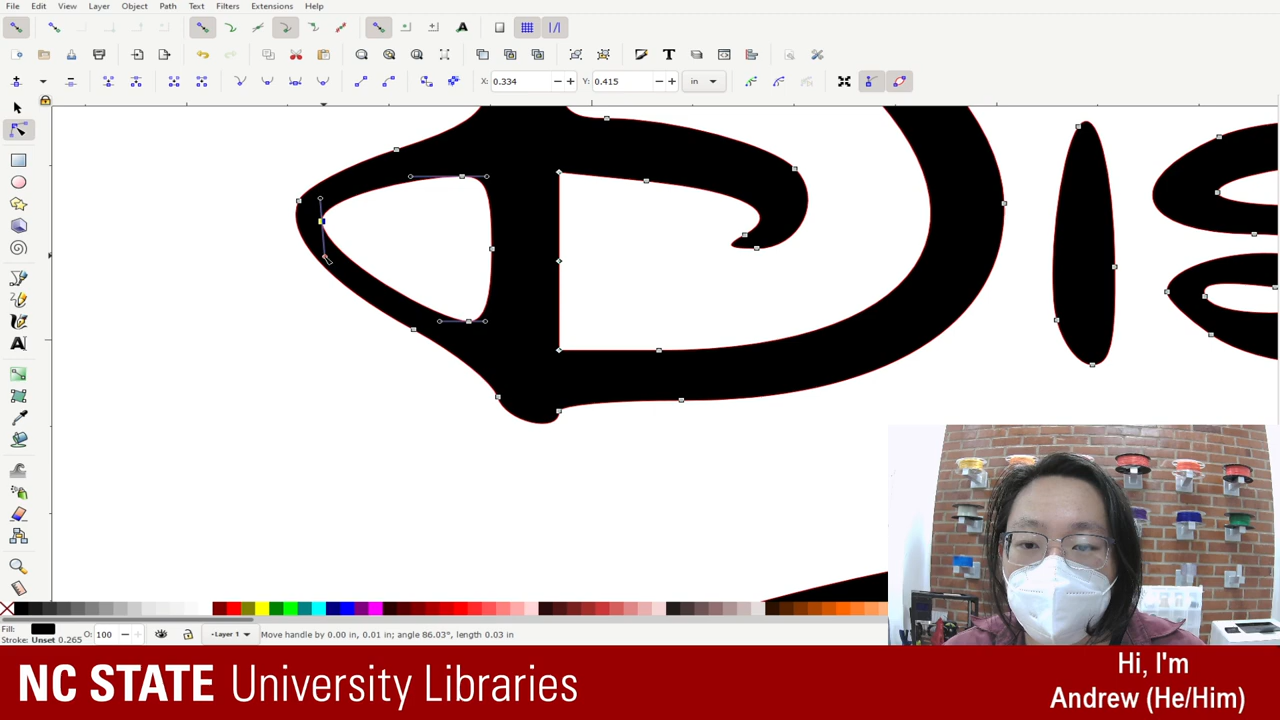 File Edit View Layer Object Path Text Filters Extensions Help
X: 0.334 Y: 0.415 in
Dis
Fill:
Stroke: Unset 0.265 O: 100 Layer 1 Move handle by 0.00 in, 0.01 in; angle 86.03°, length 0.03 in
NC STATE University Libraries
Hi, I'm
Andrew (He/Him)